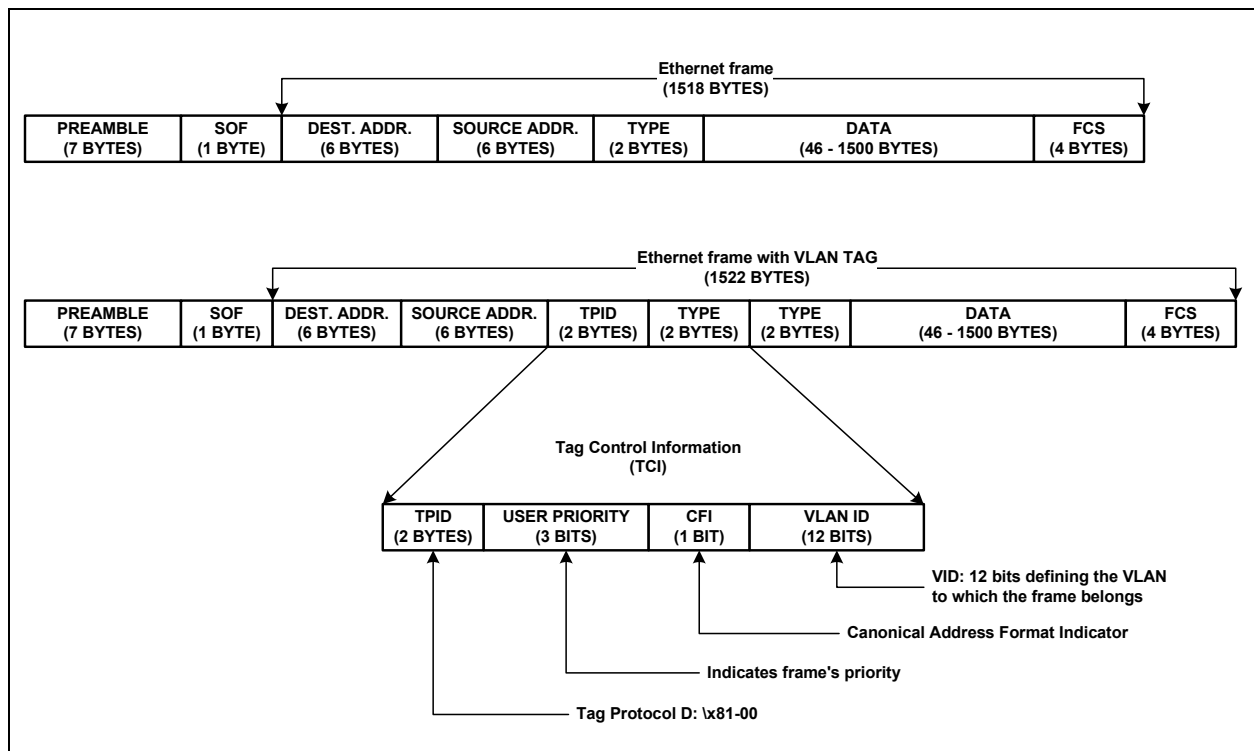 Ethernet frame
(1518 BYTES)
PREAMBLE
(7 BYTES)
SOF
(1 BYTE)
DEST. ADDR.
(6 BYTES)
SOURCE ADDR.
(6 BYTES)
TYPE
(2 BYTES)
DATA
(46 - 1500 BYTES)
FCS
(4 BYTES)
Ethernet frame with VLAN TAG
(1522 BYTES)
PREAMBLE
(7 BYTES)
SOF
(1 BYTE)
DEST. ADDR.
(6 BYTES)
SOURCE ADDR.
(6 BYTES)
TPID
(2 BYTES)
TYPE
(2 BYTES)
TYPE
(2 BYTES)
DATA
(46 - 1500 BYTES)
FCS
(4 BYTES)
Tag Control Information
(TCI)
TPID
(2 BYTES)
USER PRIORITY
(3 BITS)
CFI
(1 BIT)
VLAN ID
(12 BITS)
VID: 12 bits defining the VLAN
to which the frame belongs
Canonical Address Format Indicator
Indicates frame's priority
Tag Protocol D: \x81-00